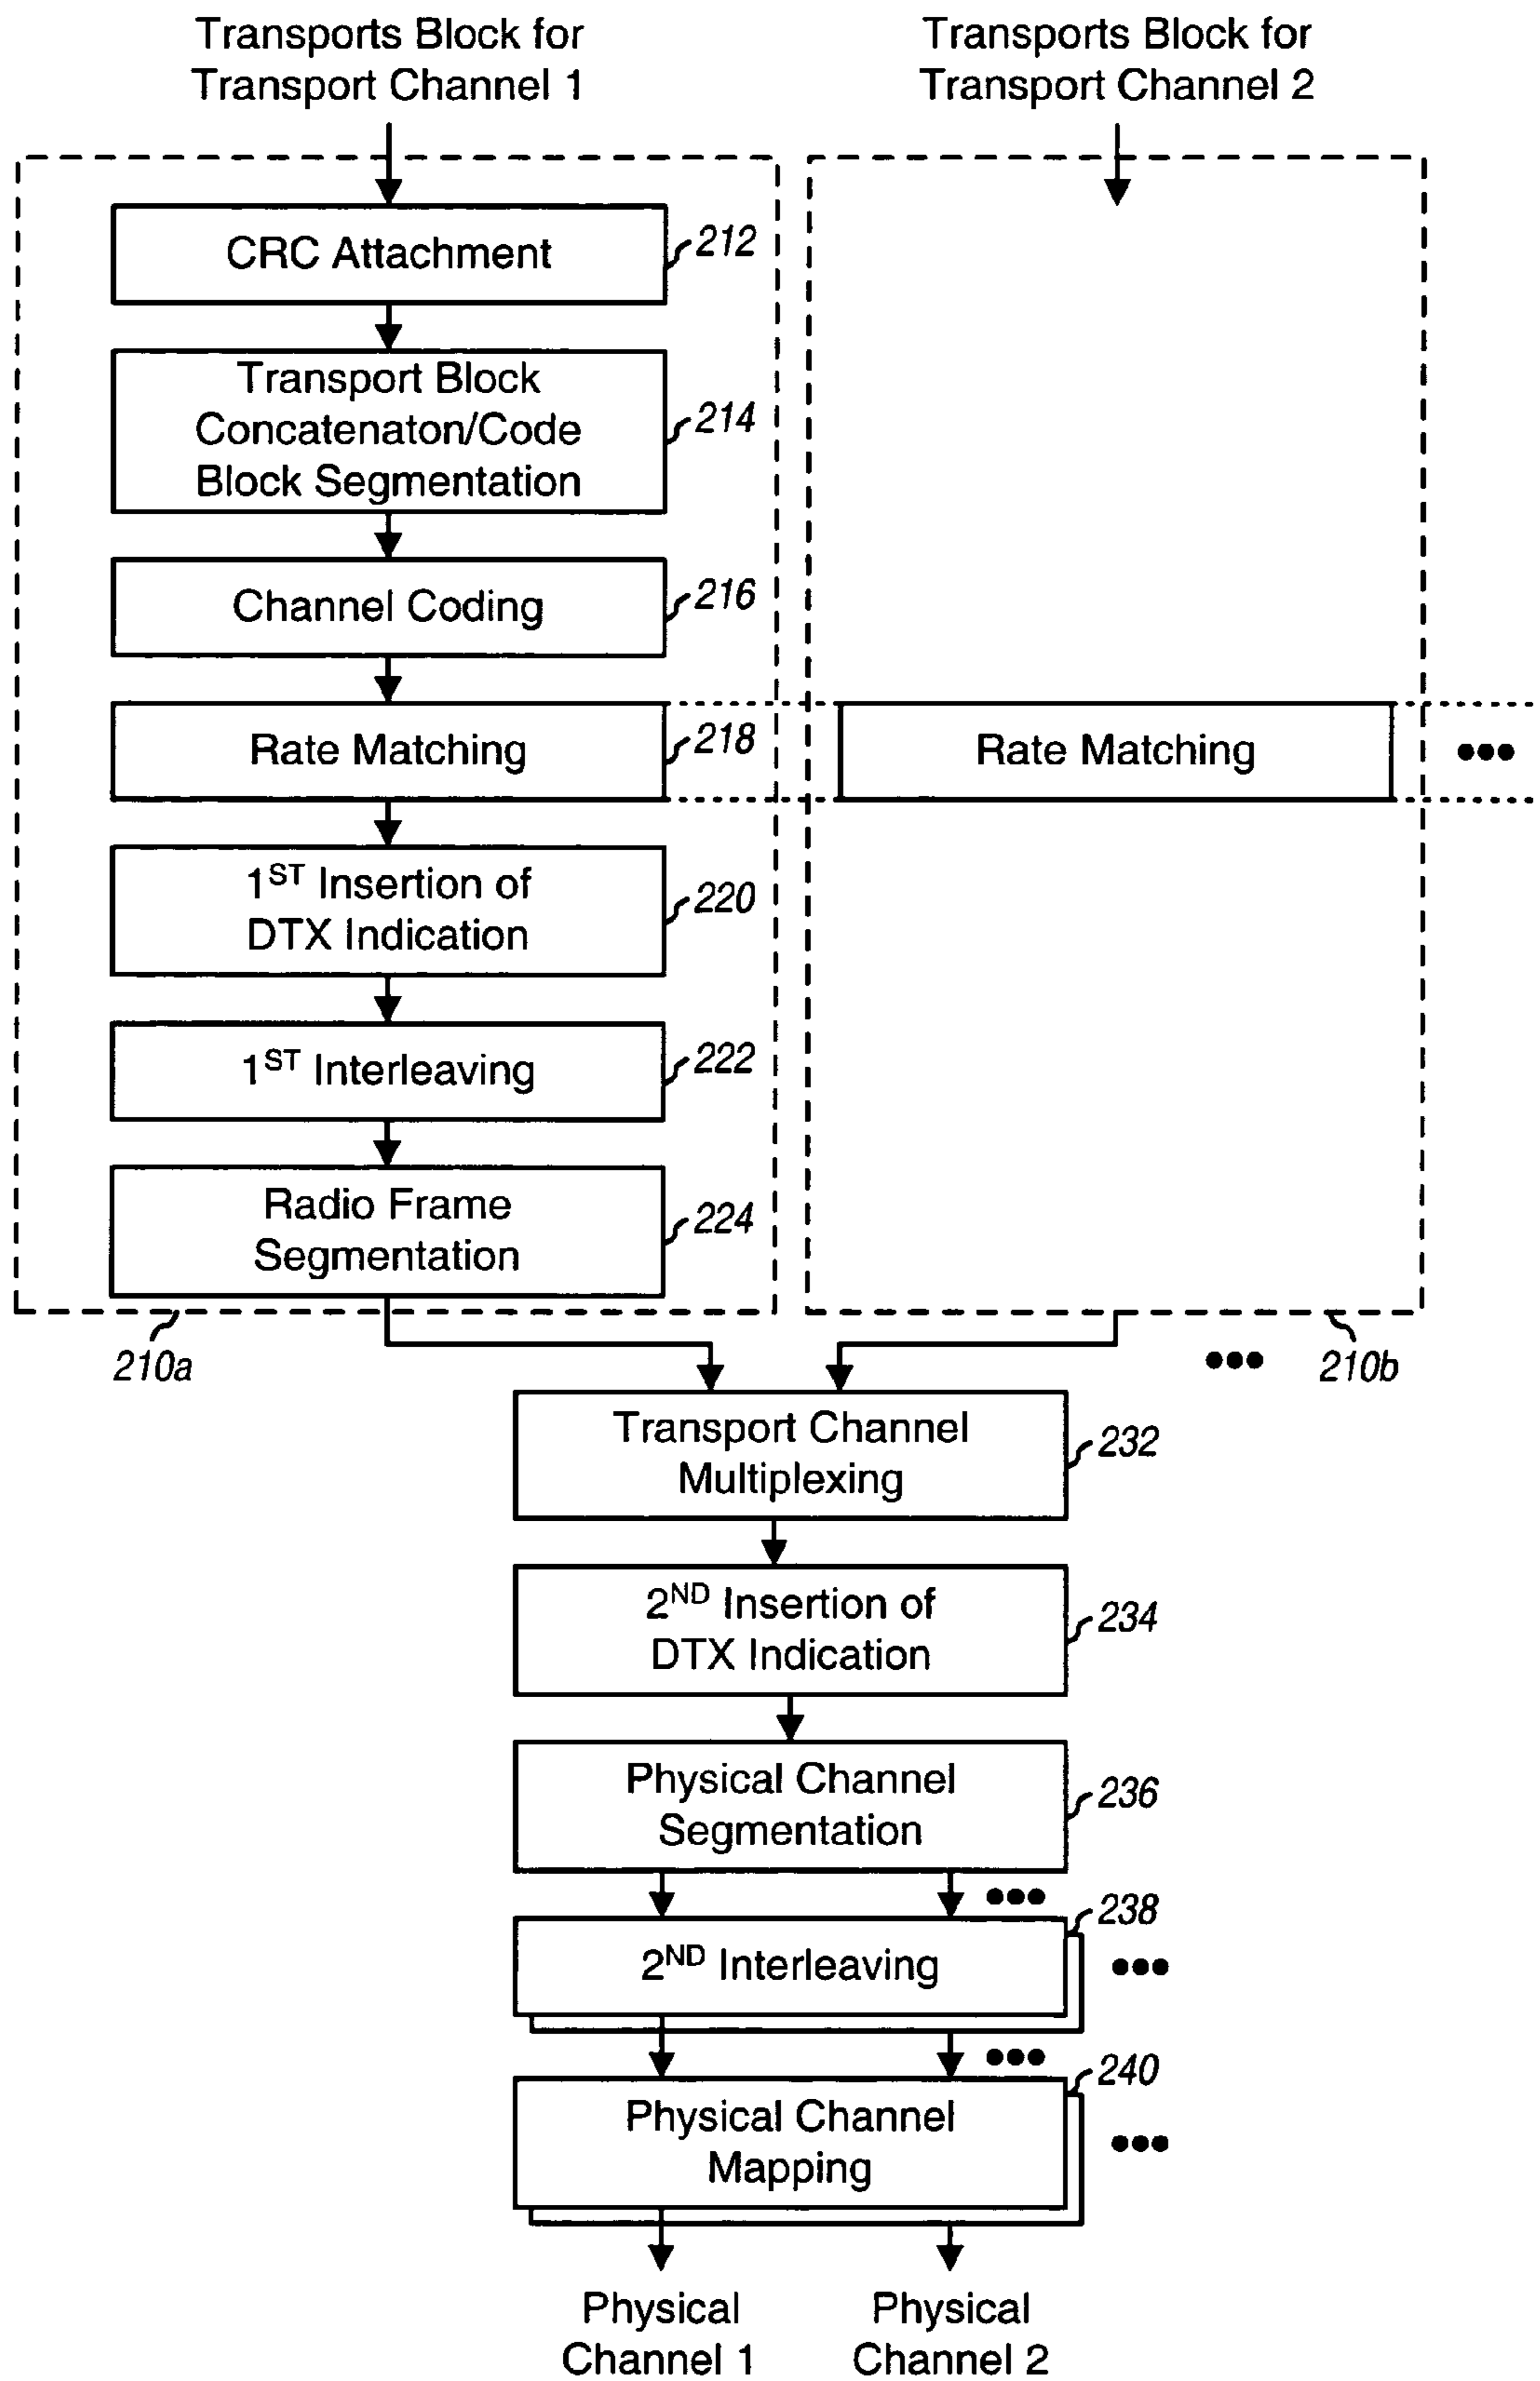 Transports Block for
Transport Channel 1
Transports Block for
Transport Channel 2
CRC Attachment
212
Transport Block
Concatenaton/Code
Block Segmentation
214
Channel Coding
216
Rate Matching
218
Rate Matching
1ST Insertion of
DTX Indication
220
1ST Interleaving
222
Radio Frame
Segmentation
224
210a
210b
Transport Channel
Multiplexing
232
2ND Insertion of
DTX Indication
234
Physical Channel
Segmentation
236
238
2ND Interleaving
240
Physical Channel
Mapping
Physical
Channel 1
Physical
Channel 2